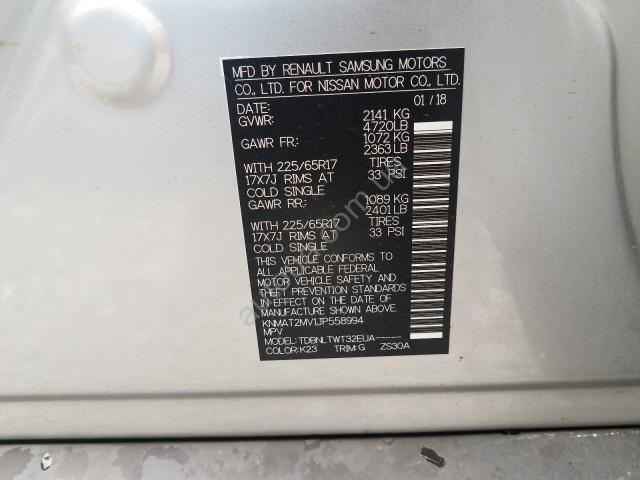 MFD BY RENAULT SAMSUNG MOTORS
CO., LTD. FOR NISSAN MOTOR CO., LTD.
DATE: 01/18
GVWR: 2141 KG
4720LB
GAWR FR: 1072 KG
2363 LB
WITH 225/65R17 TIRES
17X7J RIMS AT 33 PSI
COLD SINGLE
GAWR RR: 1089 KG
2401 LB
WITH 225/65R17 TIRES
17X7J RIMS AT 33 PSI
COLD SINGLE
THIS VEHICLE CONFORMS TO
ALL APPLICABLE FEDERAL
MOTOR VEHICLE SAFETY AND
THEFT PREVENTION STANDARDS
IN EFFECT ON THE DATE OF
MANUFACTURE SHOWN ABOVE.
KNMAT2MV1JP558994
MPV
MODEL: TDBNLTWT32EUA-----
COLOR:K23 TRIM:G ZS30A